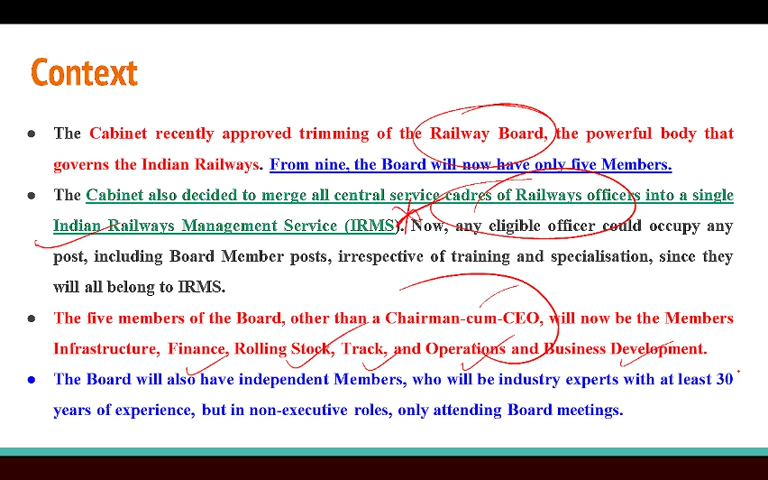 Context
● The Cabinet recently approved trimming of the Railway Board, the powerful body that
governs the Indian Railways. From nine, the Board will now have only five Members.
● The Cabinet also decided to merge all central service cadres of Railways officers into a single
Indian Railways Management Service (IRMS). Now, any eligible officer could occupy any
post, including Board Member posts, irrespective of training and specialisation, since they
will all belong to IRMS.
● The five members of the Board, other than a Chairman-cum-CEO, will now be the Members
Infrastructure, Finance, Rolling Stock, Track, and Operations and Business Development.
● The Board will also have independent Members, who will be industry experts with at least 30
years of experience, but in non-executive roles, only attending Board meetings.